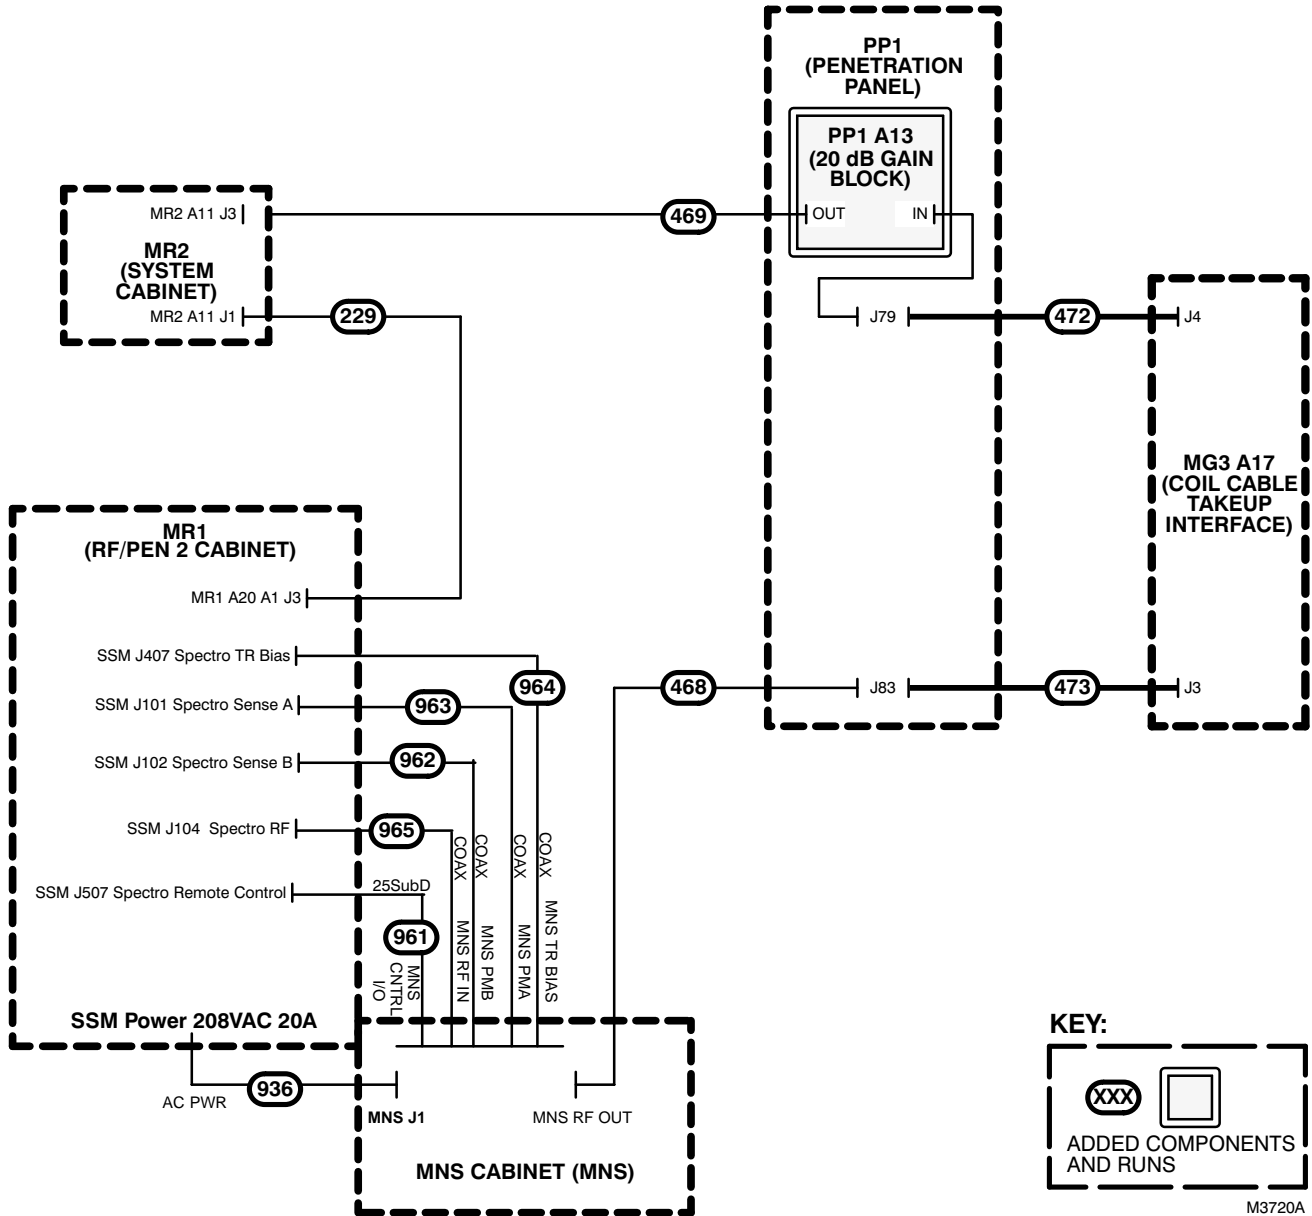 PP1
(PENETRATION
PANEL)
PP1 A13
(20 dB GAIN
BLOCK)
OUT
IN
MR2 A11 J3
469
MR2
(SYSTEM
CABINET)
MR2 A11 J1
229
J79
472
J4
MG3 A17
(COIL CABLE
TAKEUP
INTERFACE)
MR1
(RF/PEN 2 CABINET)
MR1 A20 A1 J3
SSM J407 Spectro TR Bias
964
468
J83
473
J3
SSM J101 Spectro Sense A
963
SSM J102 Spectro Sense B
962
SSM J104 Spectro RF
965
SSM J507 Spectro Remote Control
25SubD
961
COAX
COAX
COAX
COAX
MNS
CNTRL
I/O
MNS RF IN
MNS PMB
MNS PMA
MNS TR BIAS
SSM Power 208VAC 20A
936
AC PWR
MNS J1
MNS RF OUT
MNS CABINET (MNS)
KEY:
XXX
ADDED COMPONENTS
AND RUNS
M3720A